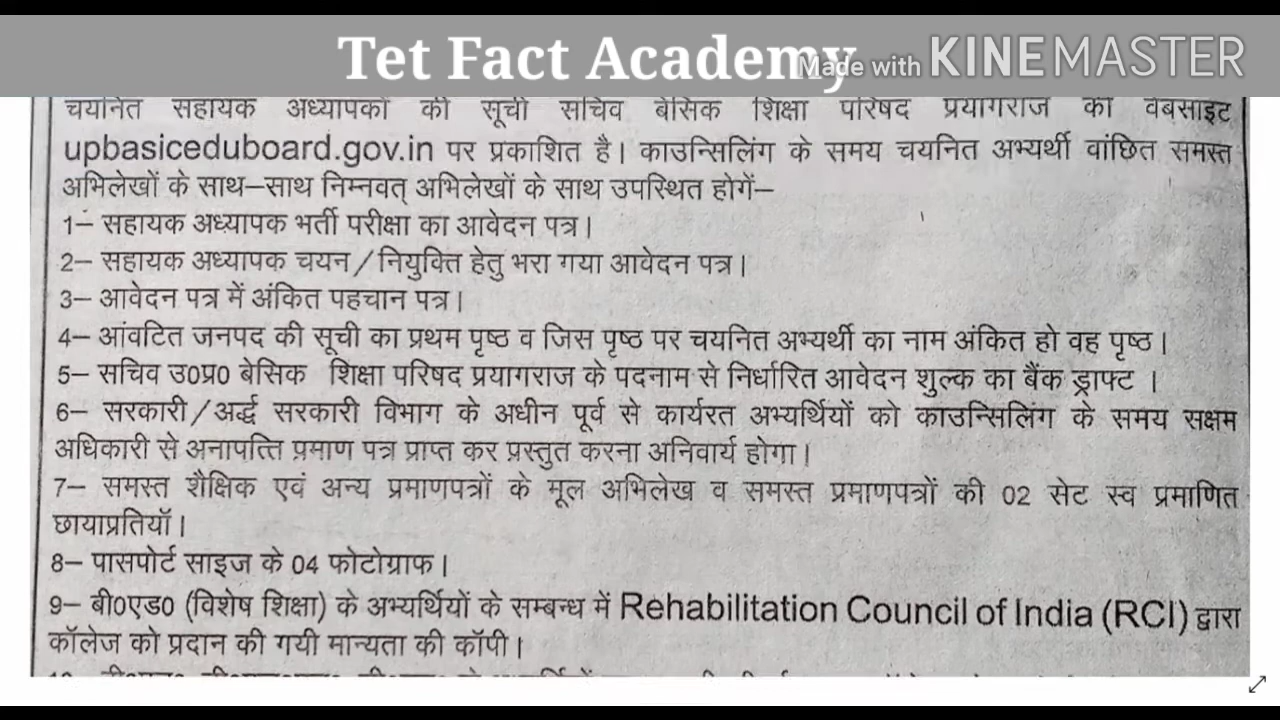 Tet Fact Academy
Made with KINEMASTER
चयनित सहायक अध्यापकों की सूची सचिव बेसिक शिक्षा परिषद प्रयागराज की वेबसाइट
upbasiceduboard.gov.in पर प्रकाशित है। काउन्सिलिंग के समय चयनित अभ्यर्थी वांछित समस्त
अभिलेखों के साथ–साथ निम्नवत् अभिलेखों के साथ उपस्थित होगें–
1– सहायक अध्यापक भर्ती परीक्षा का आवेदन पत्र।
2– सहायक अध्यापक चयन/नियुक्ति हेतु भरा गया आवेदन पत्र।
3– आवेदन पत्र में अंकित पहचान पत्र।
4– आंवटित जनपद की सूची का प्रथम पृष्ठ व जिस पृष्ठ पर चयनित अभ्यर्थी का नाम अंकित हो वह पृष्ठ।
5– सचिव उ0प्र0 बेसिक शिक्षा परिषद प्रयागराज के पदनाम से निर्धारित आवेदन शुल्क का बैंक ड्राफ्ट ।
6– सरकारी/अर्द्ध सरकारी विभाग के अधीन पूर्व से कार्यरत अभ्यर्थियों को काउन्सिलिंग के समय सक्षम
अधिकारी से अनापत्ति प्रमाण पत्र प्राप्त कर प्रस्तुत करना अनिवार्य होगा।
7– समस्त शैक्षिक एवं अन्य प्रमाणपत्रों के मूल अभिलेख व समस्त प्रमाणपत्रों की 02 सेट स्व प्रमाणित
छायाप्रतियॉ।
8– पासपोर्ट साइज के 04 फोटोग्राफ।
9– बी0एड0 (विशेष शिक्षा) के अभ्यर्थियों के सम्बन्ध में Rehabilitation Council of India (RCI) द्वारा
कॉलेज को प्रदान की गयी मान्यता की कॉपी।